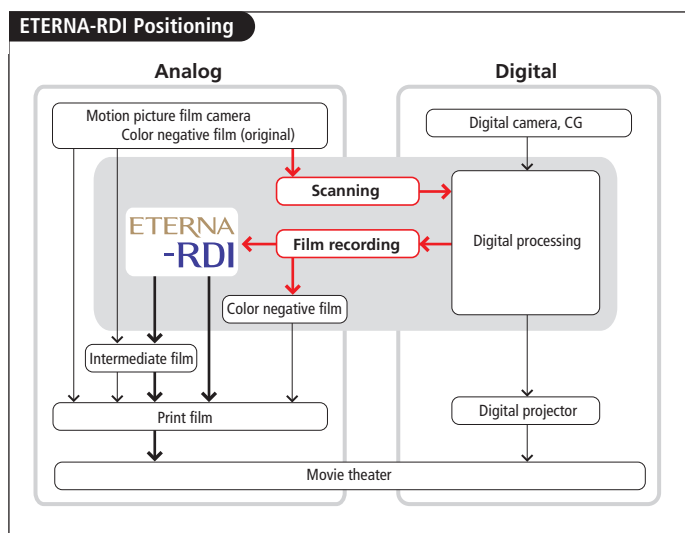 ETERNA-RDI Positioning
Analog
Digital
Motion picture film camera
Color negative film (original)
Digital camera, CG
Scanning
ETERNA
-RDI
Film recording
Digital processing
Color negative film
Intermediate film
Print film
Digital projector
Movie theater